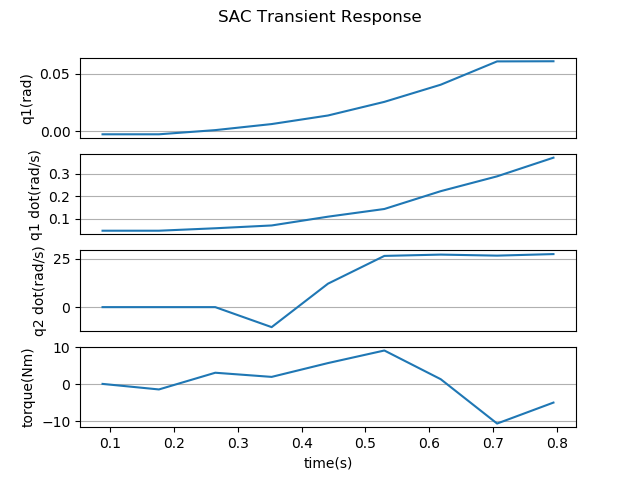 SAC Transient Response
0.05
0.00
q1(rad)
0.3
0.2
0.1
q1 dot(rad/s)
25
0
q2 dot(rad/s)
10
0
−10
torque(Nm)
0.1 0.2 0.3 0.4 0.5 0.6 0.7 0.8
time(s)